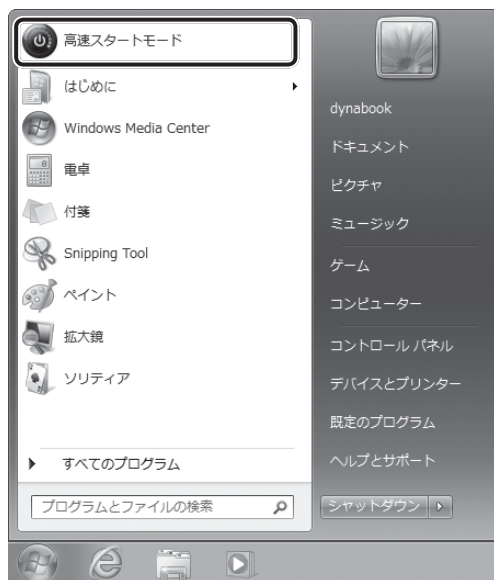 高速スタートモード
はじめに
Windows Media Center
電卓
付箋
Snipping Tool
ペイント
拡大鏡
ソリティア
すべてのプログラム
プログラムとファイルの検索
dynabook
ドキュメント
ピクチャ
ミュージック
ゲーム
コンピューター
コントロール パネル
デバイスとプリンター
既定のプログラム
ヘルプとサポート
シャットダウン